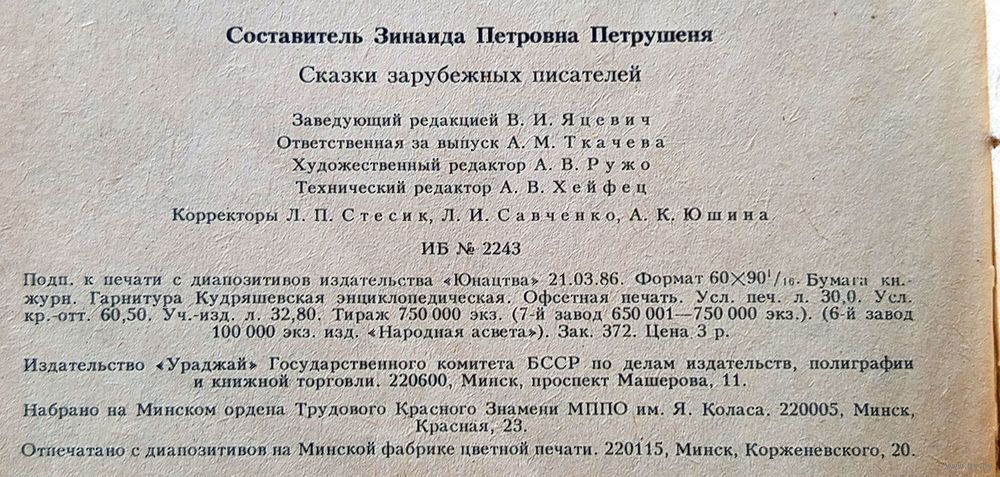 Составитель Зинаида Петровна Петрушеня
Сказки зарубежных писателей
Заведующий редакцией В. И. Яцевич
Ответственная за выпуск А. М. Ткачева
Художественный редактор А. В. Ружо
Технический редактор А. В. Хейфец
Корректоры Л. П. Стесик, Л. И. Савченко, А. К. Юшина
ИБ № 2243
Подп. к печати с диапозитивов издательства «Юнацтва» 21.03.86. Формат 60×90¹/₁₆. Бумага кн.-
журн. Гарнитура Кудряшевская энциклопедическая. Офсетная печать. Усл. печ. л. 30,0. Усл.
кр.-отт. 60,50. Уч.-изд. л. 32,80. Тираж 750 000 экз. (7-й завод 650 001—750 000 экз.). (6-й завод
100 000 экз. изд. «Народная асвета»). Зак. 372. Цена 3 р.
Издательство «Ураджай» Государственного комитета БССР по делам издательств, полиграфии
и книжной торговли. 220600, Минск, проспект Машерова, 11.
Набрано на Минском ордена Трудового Красного Знамени МППО им. Я. Коласа. 220005, Минск,
Красная, 23.
Отпечатано с диапозитивов на Минской фабрике цветной печати. 220115, Минск, Корженевского, 20.